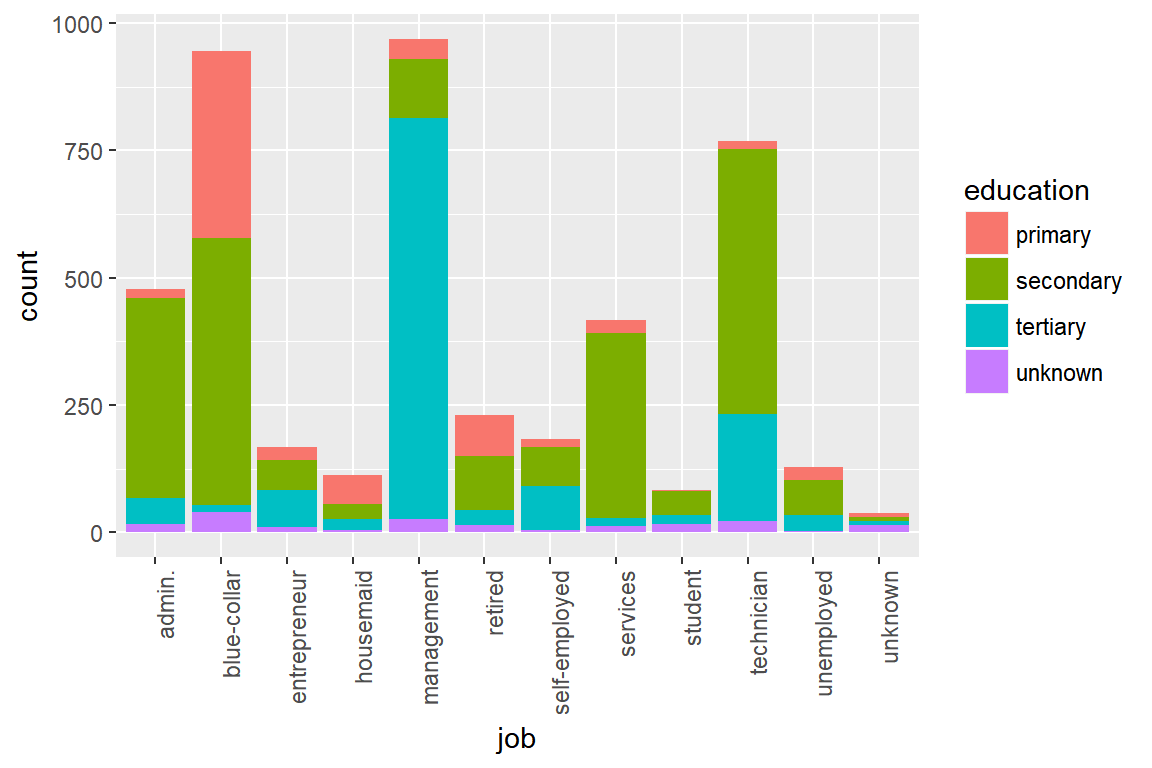 1000
750
500
250
0
count
admin.
blue-collar
entrepreneur
housemaid
management
retired
self-employed
services
student
technician
unemployed
unknown
job
education
primary
secondary
tertiary
unknown